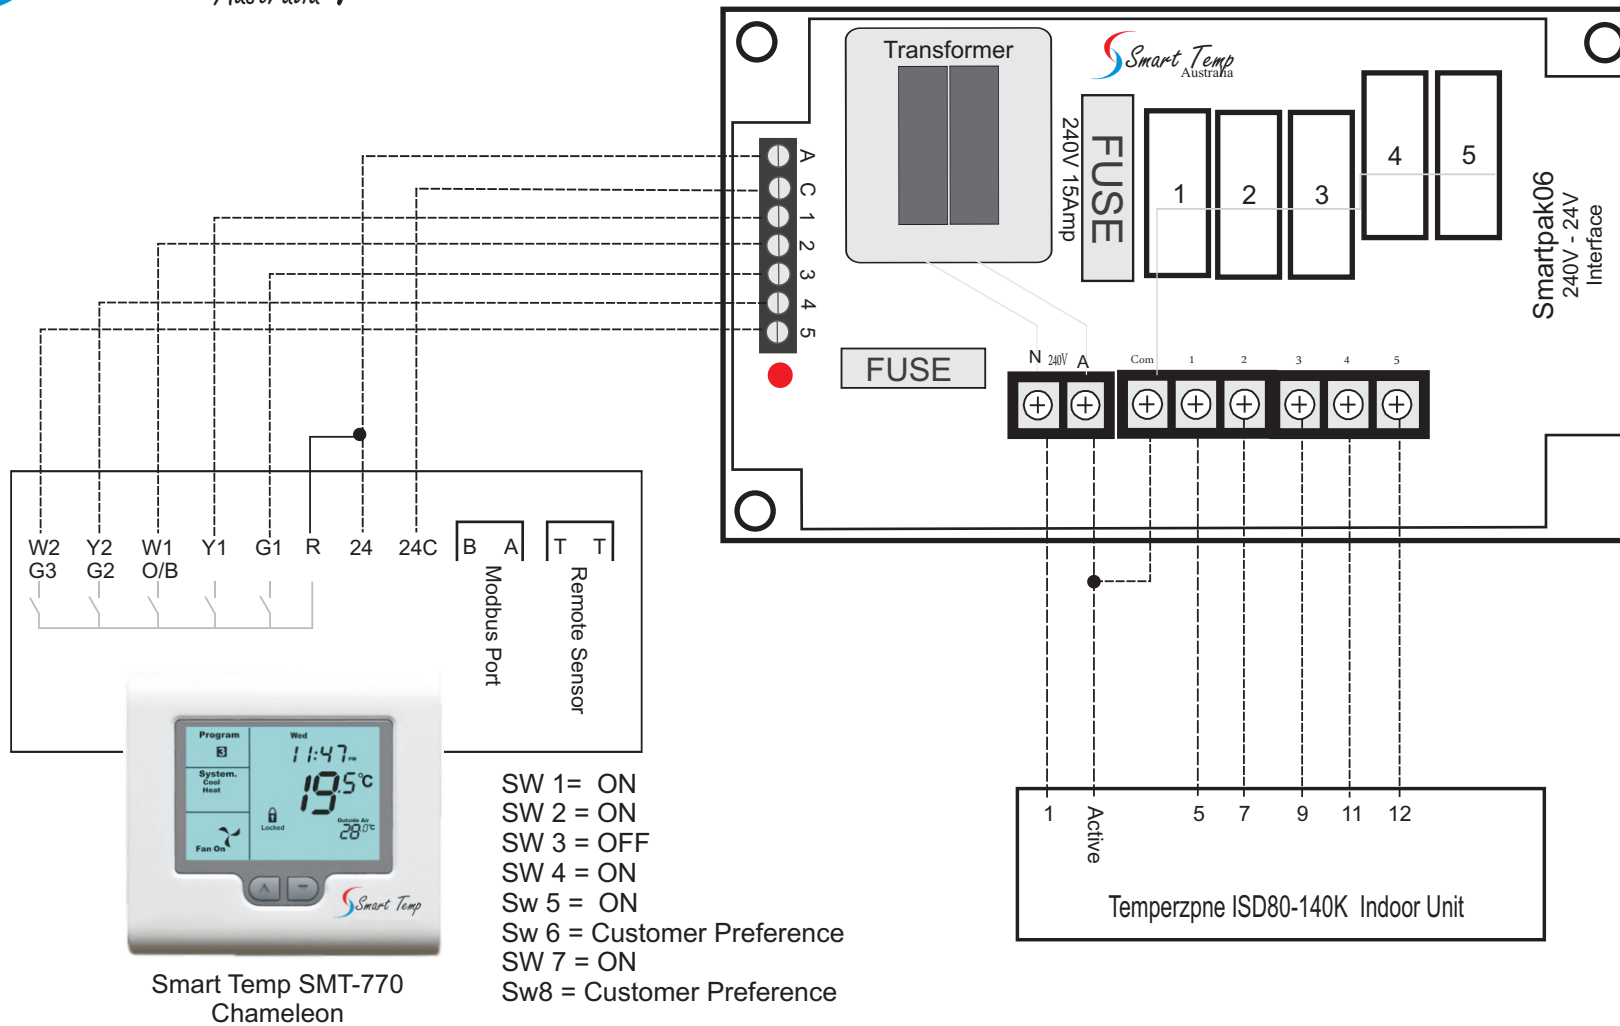 Australia
Transformer
Smart Temp
Australia
FUSE
240V 15Amp
1
2
3
4
5
Smartpak06
240V - 24V
Interface
A
C
1
2
3
4
5
FUSE
N 240V A
Com 1 2 3 4 5
W2 Y2 W1 Y1 G1 R 24 24C B A T T
G3 G2 O/B
Modbus Port
Remote Sensor
Program
3
Wed
11:47 PM
System.
Cool
Heat
19.5°C
Locked
Outside Air
28.0°C
Fan On
Smart Temp
Smart Temp SMT-770
Chameleon
SW 1= ON
SW 2 = ON
SW 3 = OFF
SW 4 = ON
Sw 5 = ON
Sw 6 = Customer Preference
SW 7 = ON
Sw8 = Customer Preference
1 Active 5 7 9 11 12
Temperzpne ISD80-140K Indoor Unit